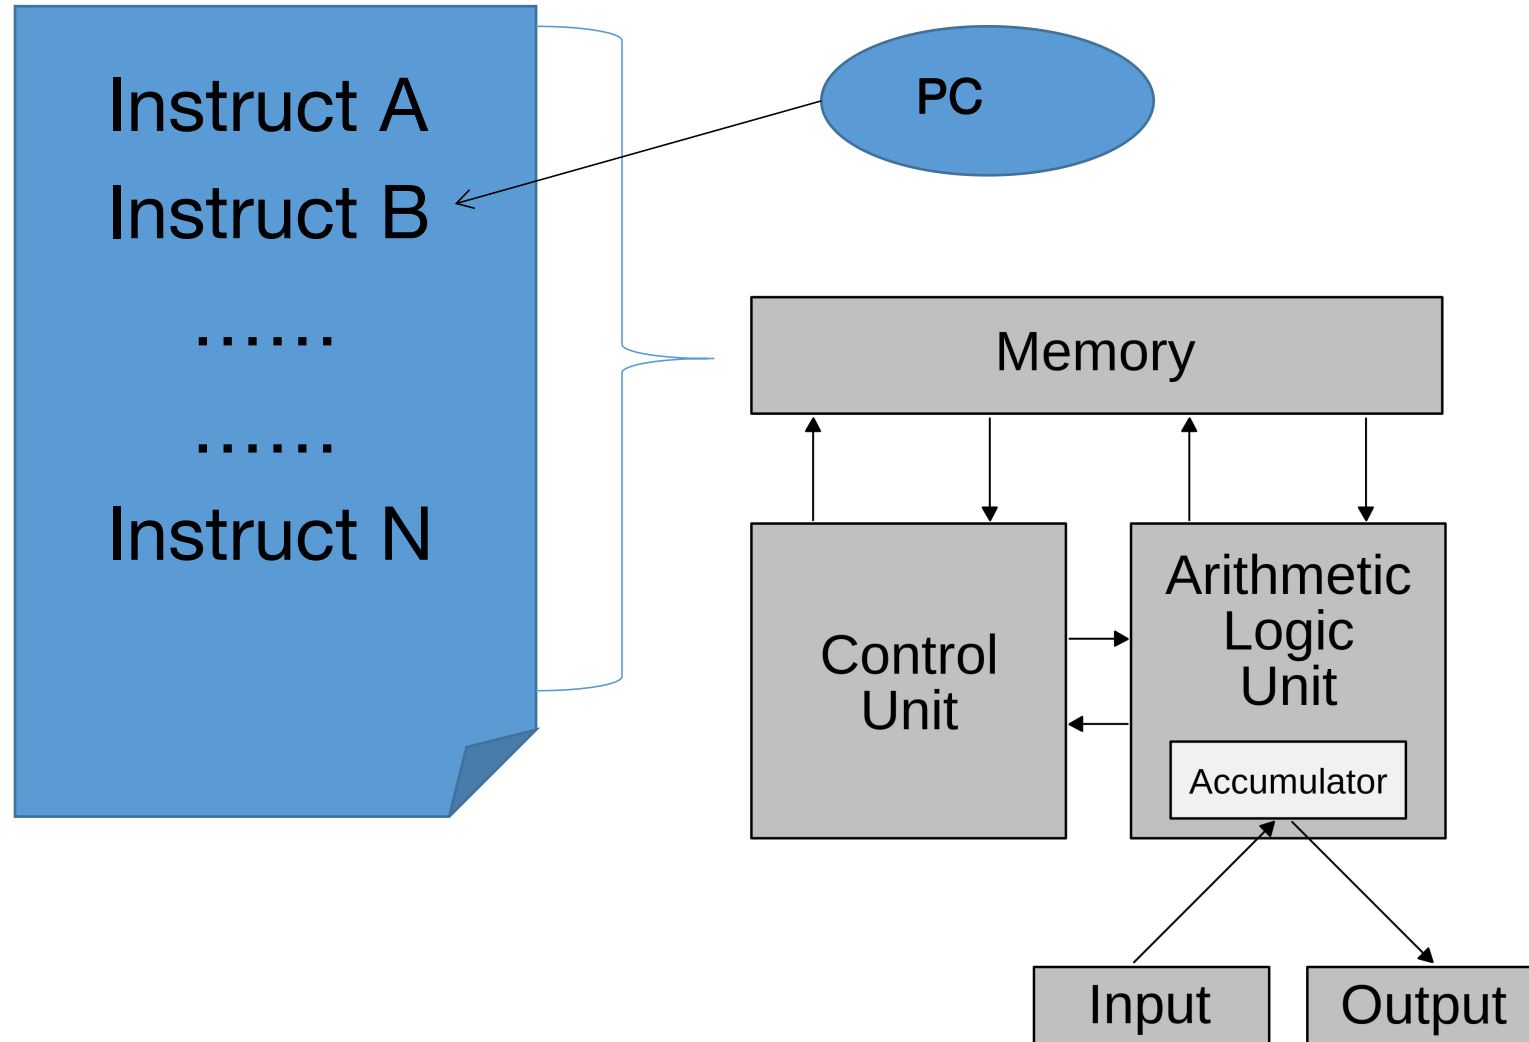 Instruct A
Instruct B
......
......
Instruct N
PC
Memory
Control
Unit
Arithmetic
Logic
Unit
Accumulator
Input
Output